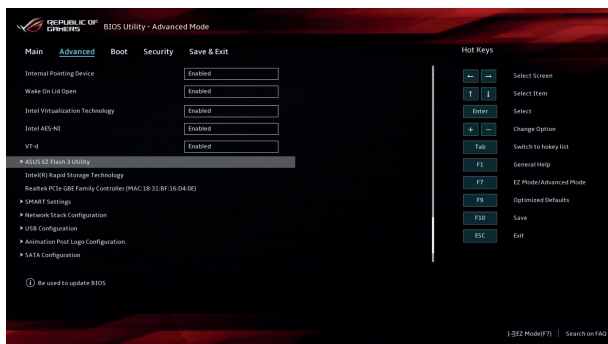 REPUBLIC OF
GAMERS
BIOS Utility - Advanced Mode
Main Advanced Boot Security Save & Exit
Hot Keys
Internal Pointing Device Enabled
Wake On Lid Open Enabled
Intel Virtualization Technology Enabled
Intel AES-NI Enabled
VT-d Enabled
> ASUS EZ Flash 3 Utility
Intel(R) Rapid Storage Technology
Realtek PCIe GBE Family Controller (MAC:18:31:BF:16:D4:0E)
> SMART Settings
> Network Stack Configuration
> USB Configuration
> Animation Post Logo Configuration.
> SATA Configuration
← → Select Screen
↑ ↓ Select Item
Enter Select
+ − Change Option
Tab Switch to hokey list
F1 General Help
F7 EZ Mode/Advanced Mode
F9 Optimized Defaults
F10 Save
ESC Exit
i Be used to update BIOS
EZ Mode(F7) | Search on FAQ